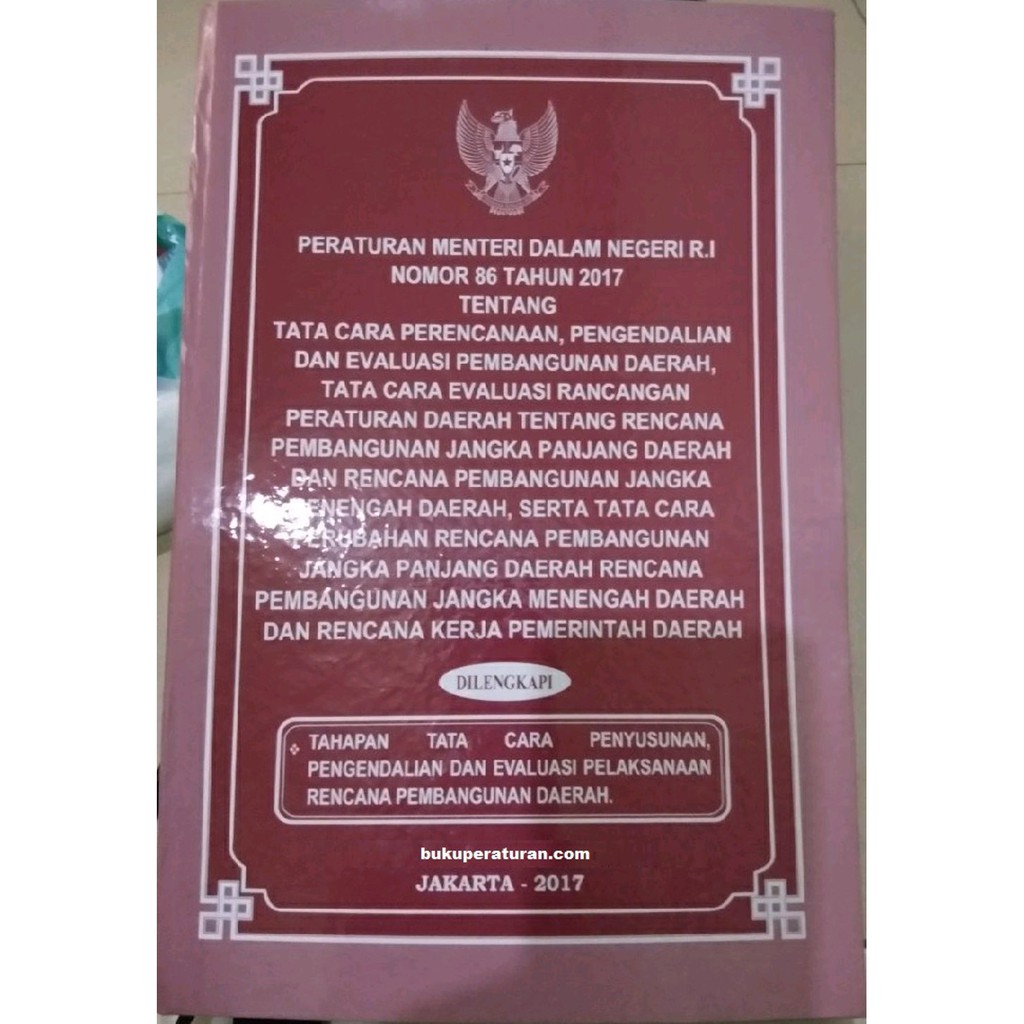 PERATURAN MENTERI DALAM NEGERI R.I
NOMOR 86 TAHUN 2017
TENTANG
TATA CARA PERENCANAAN, PENGENDALIAN
DAN EVALUASI PEMBANGUNAN DAERAH,
TATA CARA EVALUASI RANCANGAN
PERATURAN DAERAH TENTANG RENCANA
PEMBANGUNAN JANGKA PANJANG DAERAH
DAN RENCANA PEMBANGUNAN JANGKA
MENENGAH DAERAH, SERTA TATA CARA
PERUBAHAN RENCANA PEMBANGUNAN
JANGKA PANJANG DAERAH RENCANA
PEMBANGUNAN JANGKA MENENGAH DAERAH
DAN RENCANA KERJA PEMERINTAH DAERAH
DILENGKAPI
TAHAPAN TATA CARA PENYUSUNAN,
PENGENDALIAN DAN EVALUASI PELAKSANAAN
RENCANA PEMBANGUNAN DAERAH.
bukuperaturan.com
JAKARTA - 2017